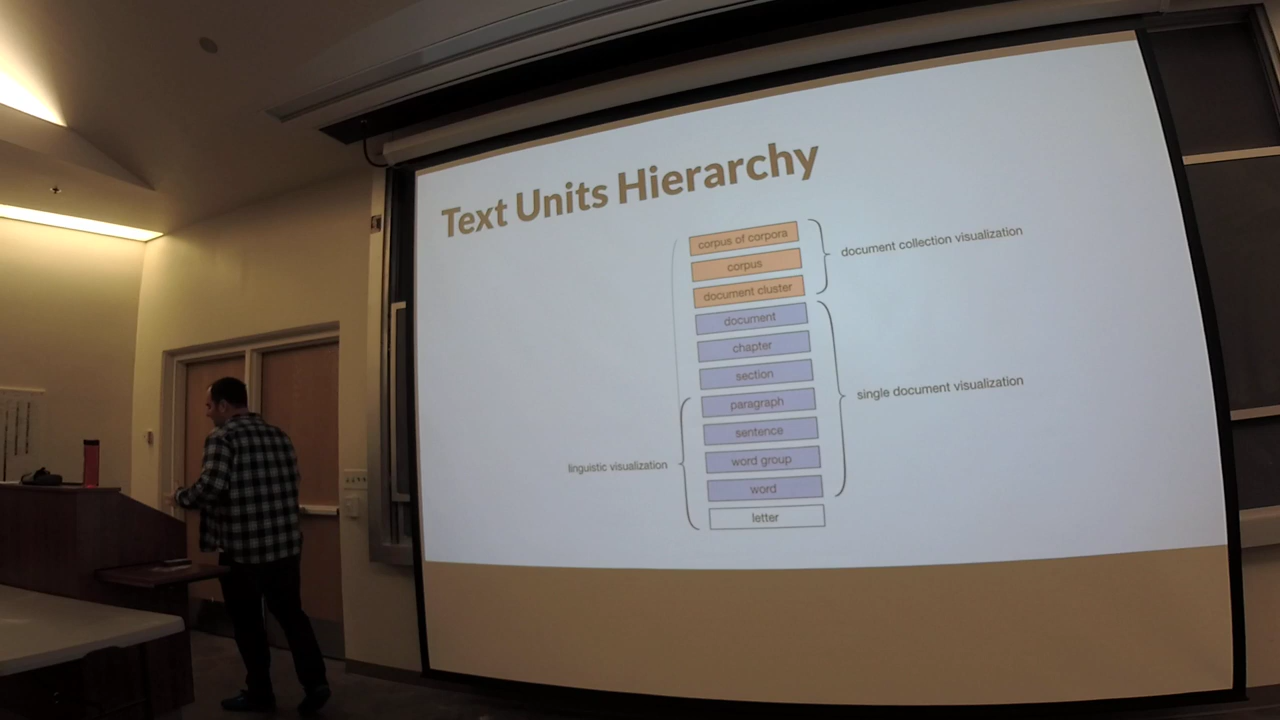 Text Units Hierarchy
corpus of corpora
corpus
document cluster
document collection visualization
document
chapter
section
paragraph
sentence
word group
word
single document visualization
letter
linguistic visualization